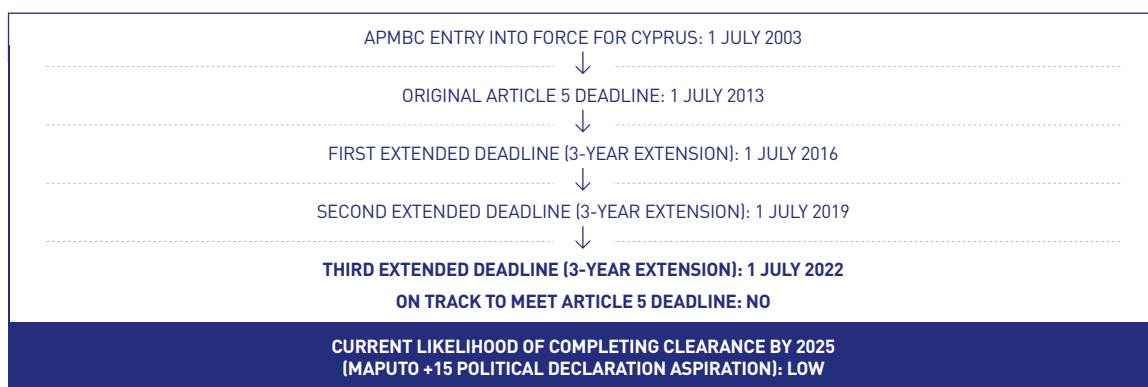 APMBC ENTRY INTO FORCE FOR CYPRUS: 1 JULY 2003
ORIGINAL ARTICLE 5 DEADLINE: 1 JULY 2013
FIRST EXTENDED DEADLINE (3-YEAR EXTENSION): 1 JULY 2016
SECOND EXTENDED DEADLINE (3-YEAR EXTENSION): 1 JULY 2019
THIRD EXTENDED DEADLINE (3-YEAR EXTENSION): 1 JULY 2022
ON TRACK TO MEET ARTICLE 5 DEADLINE: NO
CURRENT LIKELIHOOD OF COMPLETING CLEARANCE BY 2025
(MAPUTO +15 POLITICAL DECLARATION ASPIRATION): LOW